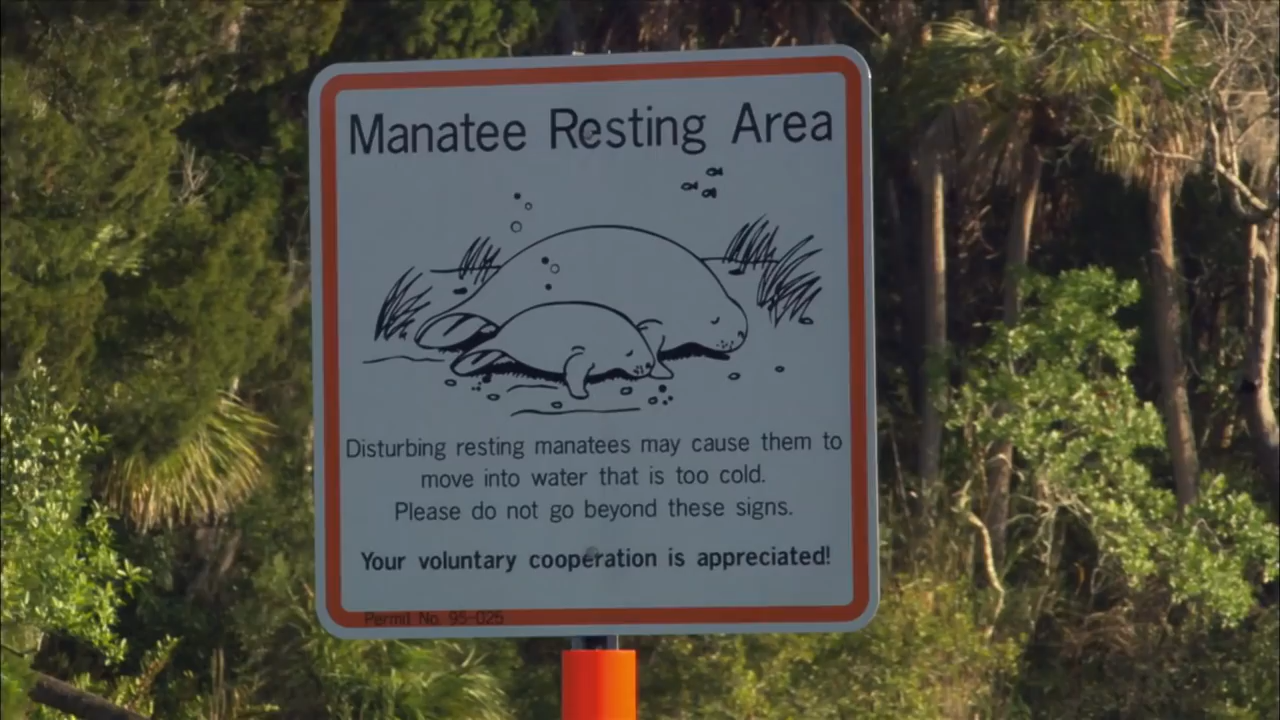 Manatee Resting Area
Disturbing resting manatees may cause them to
move into water that is too cold.
Please do not go beyond these signs.
Your voluntary cooperation is appreciated!
Permit No. 95-025